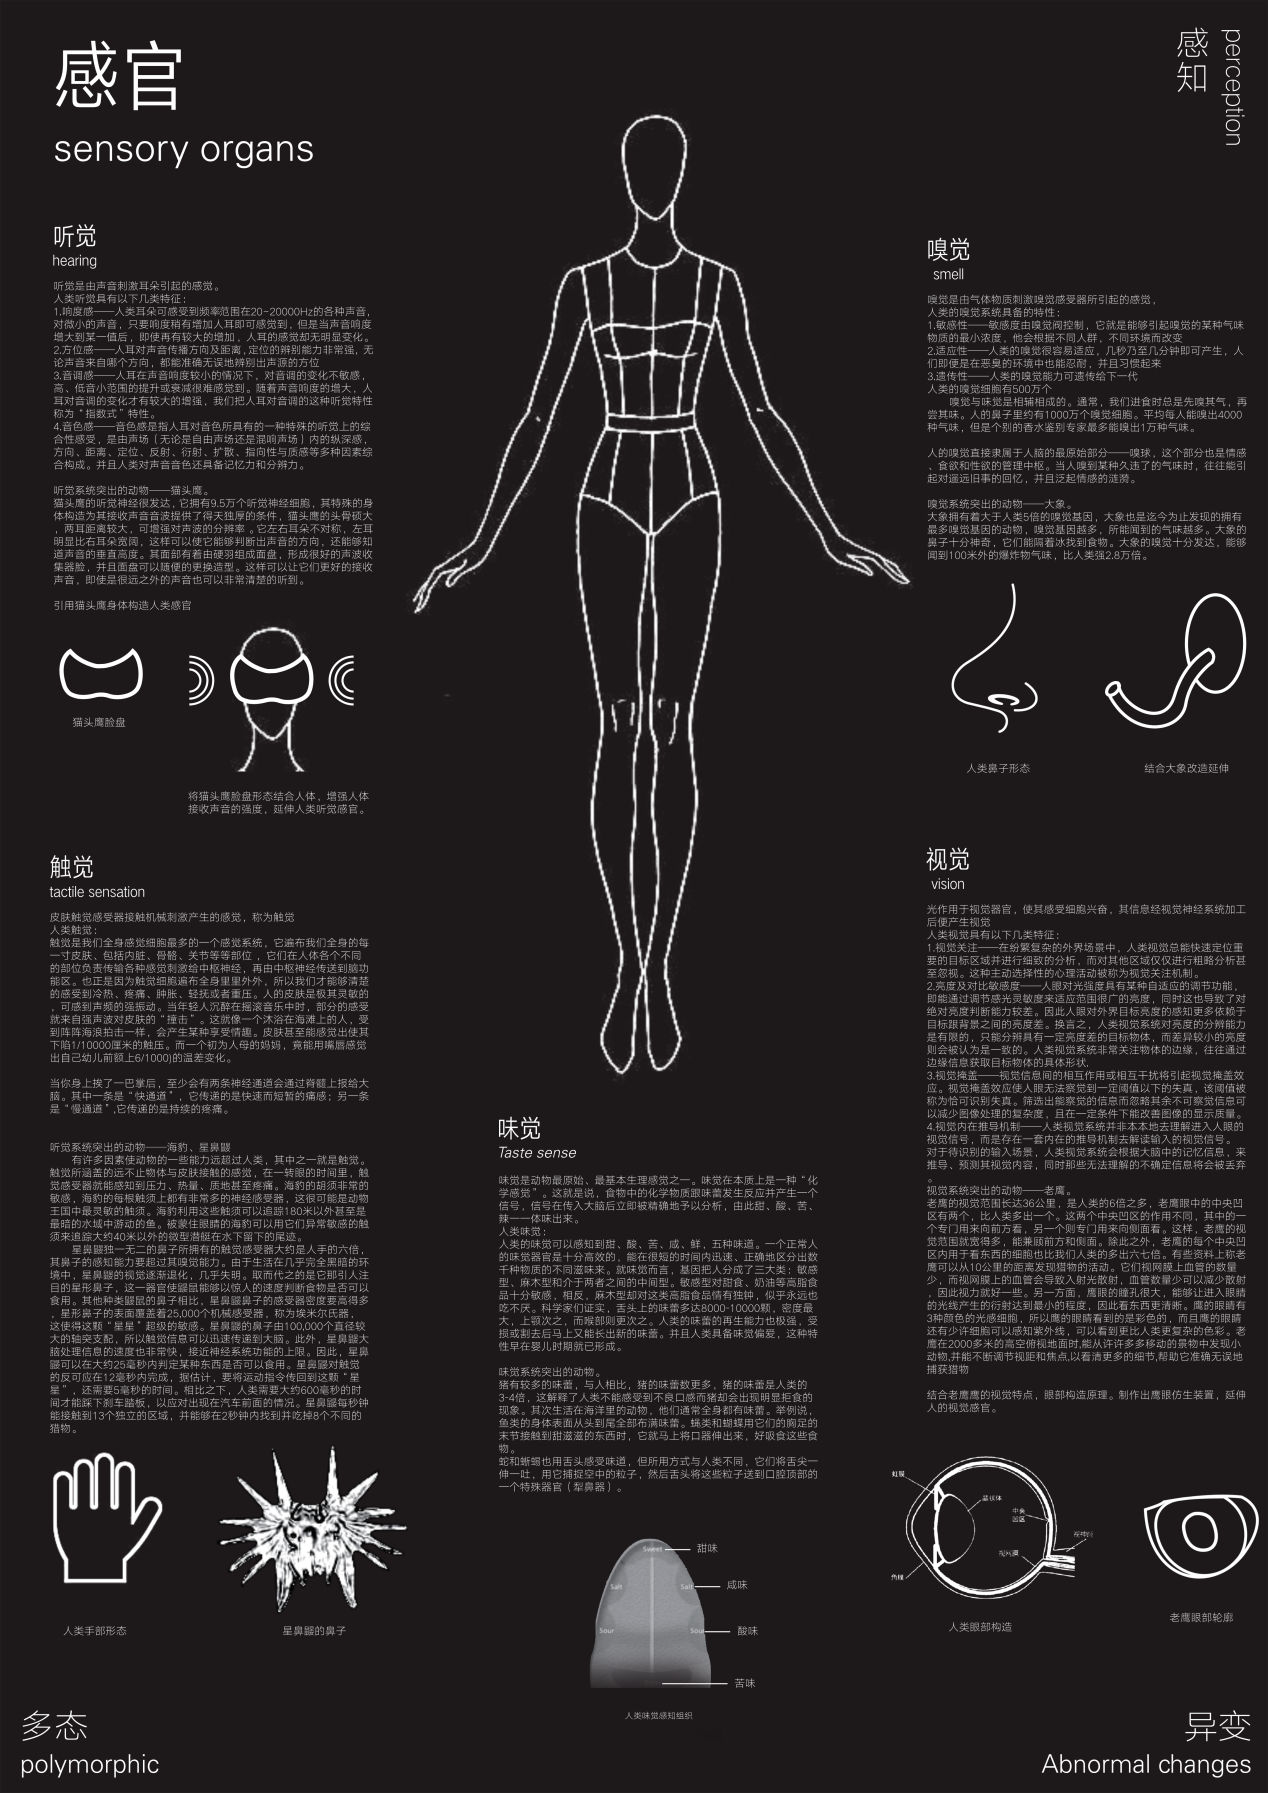 感官
sensory organs
感知
perception
听觉
hearing
听觉是由声音刺激耳朵引起的感觉。
人类听觉具有以下几类特征：
1.响度感——人类耳朵可感受到频率范围在20-20000Hz的各种声音，
对微小的声音，只要响度稍有增加人耳即可感觉到，但是当声音响度
增大到某一值后，即使再有较大的增加，人耳的感觉却无明显变化。
2.方位感——人耳对声音传播方向及距离，定位的辨别能力非常强，无
论声音来自哪个方向，都能准确无误地辨别出声源的方位
3.音调感——人耳在声音响度较小的情况下，对音调的变化不敏感，
高、低音小范围的提升或衰减很难感觉到。随着声音响度的增大，人
耳对音调的变化才有较大的增强，我们把人耳对音调的这种听觉特性
称为“指数式”特性。
4.音色感——音色感是指人耳对音色所具有的一种特殊的听觉上的综
合性感受，是由声场（无论是自由声场还是混响声场）内的纵深感，
方向、距离、定位、反射、衍射、扩散、指向性与质感等多种因素综
合构成。并且人类对声音音色还具备记忆力和分辨力。
听觉系统突出的动物——猫头鹰。
猫头鹰的听觉神经很发达，它拥有9.5万个听觉神经细胞，其特殊的身
体构造为其接收声音音波提供了得天独厚的条件，猫头鹰的头骨硕大
，两耳距离较大，可增强对声波的分辨率。它左右耳朵不对称，左耳
明显比右耳朵宽阔，这样可以使它能够判断出声音的方向，还能够知
道声音的垂直高度。其面部有着由硬羽组成面盘，形成很好的声波收
集器脸，并且面盘可以随便的更换造型。这样可以让它们更好的接收
声音，即使是很远之外的声音也可以非常清楚的听到。
引用猫头鹰身体构造人类感官
猫头鹰脸盘
将猫头鹰脸盘形态结合人体，增强人体
接收声音的强度，延伸人类听觉感官。
嗅觉
smell
嗅觉是由气体物质刺激嗅觉感受器所引起的感觉，
人类的嗅觉系统具备的特性：
1.敏感性——敏感度由嗅觉阀控制，它就是能够引起嗅觉的某种气味
物质的最小浓度，他会根据不同人群，不同环境而改变
2.适应性——人类的嗅觉很容易适应，几秒乃至几分钟即可产生，人
们即便是在恶臭的环境中也能忍耐，并且习惯起来
3.遗传性——人类的嗅觉能力可遗传给下一代
人类的嗅觉细胞有500万个
嗅觉与味觉是相辅相成的。通常，我们进食时总是先嗅其气，再
尝其味。人的鼻子里约有1000万个嗅觉细胞。平均每人能嗅出4000
种气味，但是个别的香水鉴别专家最多能嗅出1万种气味。
人的嗅觉直接隶属于人脑的最原始部分——嗅球，这个部分也是情感
、食欲和性欲的管理中枢。当人嗅到某种久违了的气味时，往往能引
起对遥远旧事的回忆，并且泛起情感的涟漪。
嗅觉系统突出的动物——大象。
大象拥有着大于人类5倍的嗅觉基因，大象也是迄今为止发现的拥有
最多嗅觉基因的动物，嗅觉基因越多，所能闻到的气味越多。大象的
鼻子十分神奇，它们能隔着冰找到食物。大象的嗅觉十分发达，能够
闻到100米外的爆炸物气味，比人类强2.8万倍。
人类鼻子形态
结合大象改造延伸
触觉
tactile sensation
皮肤触觉感受器接触机械刺激产生的感觉，称为触觉
人类触觉：
触觉是我们全身感觉细胞最多的一个感觉系统，它遍布我们全身的每
一寸皮肤、包括内脏、骨骼、关节等等部位，它们在人体各个不同
的部位负责传输各种感觉刺激给中枢神经，再由中枢神经传送到脑功
能区。也正是因为触觉细胞遍布全身里里外外，所以我们才能够清楚
的感受到冷热、疼痛、肿胀、轻抚或者重压。人的皮肤是极其灵敏的
，可感到声频的强振动。当年轻人沉醉在摇滚音乐中时，部分的感受
就来自强声波对皮肤的“撞击”。这就像一个沐浴在海滩上的人，受
到阵阵海浪拍击一样，会产生某种享受情趣。皮肤甚至能感觉出使其
下陷1/10000厘米的触压。而一个初为人母的妈妈，竟能用嘴唇感觉
出自己幼儿前额上6/1000)的温差变化。
当你身上挨了一巴掌后，至少会有两条神经通道会通过脊髓上报给大
脑。其中一条是“快通道”，它传递的是快速而短暂的痛感；另一条
是“慢通道”,它传递的是持续的疼痛。
听觉系统突出的动物——海豹、星鼻鼹
有许多因素使动物的一些能力远超过人类，其中之一就是触觉。
触觉所涵盖的远不止物体与皮肤接触的感觉，在一转眼的时间里，触
觉感受器就能感知到压力、热量、质地甚至疼痛。海豹的胡须非常的
敏感，海豹的每根触须上都有非常多的神经感受器，这很可能是动物
王国中最灵敏的触须。海豹利用这些触须可以追踪180米以外甚至是
最暗的水域中游动的鱼。被蒙住眼睛的海豹可以用它们异常敏感的触
须来追踪大约40米以外的微型潜艇在水下留下的尾迹。
星鼻鼹独一无二的鼻子所拥有的触觉感受器大约是人手的六倍，
其鼻子的感知能力要超过其嗅觉能力。由于生活在几乎完全黑暗的环
境中，星鼻鼹的视觉逐渐退化，几乎失明。取而代之的是它那引人注
目的星形鼻子，这一器官使鼹鼠能够以惊人的速度判断食物是否可以
食用。其他种类鼹鼠的鼻子相比，星鼻鼹鼻子的感受器密度要高得多
，星形鼻子的表面覆盖着25,000个机械感受器，称为埃米尔氏器，
这使得这颗“星星”超级的敏感。星鼻鼹的鼻子由100,000个直径较
大的轴突支配，所以触觉信息可以迅速传递到大脑。此外，星鼻鼹大
脑处理信息的速度也非常快，接近神经系统功能的上限。因此，星鼻
鼹可以在大约25毫秒内判定某种东西是否可以食用。星鼻鼹对触觉
的反可应在12毫秒内完成，据估计，要将运动指令传回到这颗“星
星”，还需要5毫秒的时间。相比之下，人类需要大约600毫秒的时
间才能踩下刹车踏板，以应对出现在汽车前面的情况。星鼻鼹每秒钟
能接触到13个独立的区域，并能够在2秒钟内找到并吃掉8个不同的
猎物。
人类手部形态
星鼻鼹的鼻子
味觉
Taste sense
味觉是动物最原始、最基本生理感觉之一。味觉在本质上是一种“化
学感觉”。这就是说，食物中的化学物质跟味蕾发生反应并产生一个
信号，信号在传入大脑后立即被精确地予以分析，由此甜、酸、苦、
辣一一体味出来。
人类味觉：
人类的味觉可以感知到甜、酸、苦、咸、鲜，五种味道。一个正常人
的味觉器官是十分高效的，能在很短的时间内迅速、正确地区分出数
千种物质的不同滋味来。就味觉而言，基因把人分成了三大类：敏感
型、麻木型和介于两者之间的中间型。敏感型对甜食、奶油等高脂食
品十分敏感，相反，麻木型却对这类高脂食品情有独钟，似乎永远也
吃不厌。科学家们证实，舌头上的味蕾多达8000-10000颗，密度最
大，上颚次之，而喉部则更次之。人类的味蕾的再生能力也极强，受
损或割去后马上又能长出新的味蕾。并且人类具备味觉偏爱，这种特
性早在婴儿时期就已形成。
味觉系统突出的动物。
猪有较多的味蕾，与人相比，猪的味蕾数更多，猪的味蕾是人类的
3-4倍，这解释了人类不能感受到不良口感而猪却会出现明显拒食的
现象。其次生活在海洋里的动物，他们通常全身都有味蕾。举例说，
鱼类的身体表面从头到尾全部布满味蕾。蝇类和蝴蝶用它们的胸足的
末节接触到甜滋滋的东西时，它就马上将口器伸出来，好吸食这些食
物。
蛇和蜥蜴也用舌头感受味道，但所用方式与人类不同，它们将舌尖一
伸一吐，用它捕捉空中的粒子，然后舌头将这些粒子送到口腔顶部的
一个特殊器官（犁鼻器）。
Sweet
甜味
Salt
Salt
咸味
Sour
Sour
酸味
苦味
人类味觉感知组织
视觉
vision
光作用于视觉器官，使其感受细胞兴奋，其信息经视觉神经系统加工
后便产生视觉
人类视觉具有以下几类特征：
1.视觉关注——在纷繁复杂的外界场景中，人类视觉总能快速定位重
要的目标区域并进行细致的分析，而对其他区域仅仅进行粗略分析甚
至忽视。这种主动选择性的心理活动被称为视觉关注机制。
2.亮度及对比敏感度——人眼对光强度具有某种自适应的调节功能，
即能通过调节感光灵敏度来适应范围很广的亮度，同时这也导致了对
绝对亮度判断能力较差。因此人眼对外界目标亮度的感知更多依赖于
目标跟背景之间的亮度差。换言之，人类视觉系统对亮度的分辨能力
是有限的，只能分辨具有一定亮度差的目标物体，而差异较小的亮度
则会被认为是一致的。人类视觉系统非常关注物体的边缘，往往通过
边缘信息获取目标物体的具体形状，
3.视觉掩盖——视觉信息间的相互作用或相互干扰将引起视觉掩盖效
应。视觉掩盖效应使人眼无法察觉到一定阈值以下的失真，该阈值被
称为恰可识别失真。筛选出能察觉的信息而忽略其余不可察觉信息可
以减少图像处理的复杂度，且在一定条件下能改善图像的显示质量。
4.视觉内在推导机制——人类视觉系统并非本本地去理解进入人眼的
视觉信号，而是存在一套内在的推导机制去解读输入的视觉信号。
对于待识别的输入场景，人类视觉系统会根据大脑中的记忆信息，来
推导、预测其视觉内容，同时那些无法理解的不确定信息将会被丢弃
。
视觉系统突出的动物——老鹰。
老鹰的视觉范围长达36公里，是人类的6倍之多，老鹰眼中的中央凹
区有两个，比人类多出一个。这两个中央凹区的作用不同，其中的一
个专门用来向前方看，另一个则专门用来向侧面看。这样，老鹰的视
觉范围就宽得多，能兼顾前方和侧面。除此之外，老鹰的每个中央凹
区内用于看东西的细胞也比我们人类的多出六七倍。有些资料上称老
鹰可以从10公里的距离发现猎物的活动。它们视网膜上血管的数量
少，而视网膜上的血管会导致入射光散射，血管数量少可以减少散射
，因此视力就好一些。另一方面，鹰眼的瞳孔很大，能够让进入眼睛
的光线产生的衍射达到最小的程度，因此看东西更清晰。鹰的眼睛有
3种颜色的光感细胞，所以鹰的眼睛看到的是彩色的，而且鹰的眼睛
还有少许细胞可以感知紫外线，可以看到更比人类更复杂的色彩。老
鹰在2000多米的高空俯视地面时,能从许许多多移动的景物中发现小
动物,并能不断调节视距和焦点,以看清更多的细节,帮助它准确无误地
捕获猎物
结合老鹰鹰的视觉特点，眼部构造原理。制作出鹰眼仿生装置，延伸
人的视觉感官。
虹膜
晶状体
中央
凹区
视神经
视网膜
角膜
人类眼部构造
老鹰眼部轮廓
多态
polymorphic
异变
Abnormal changes